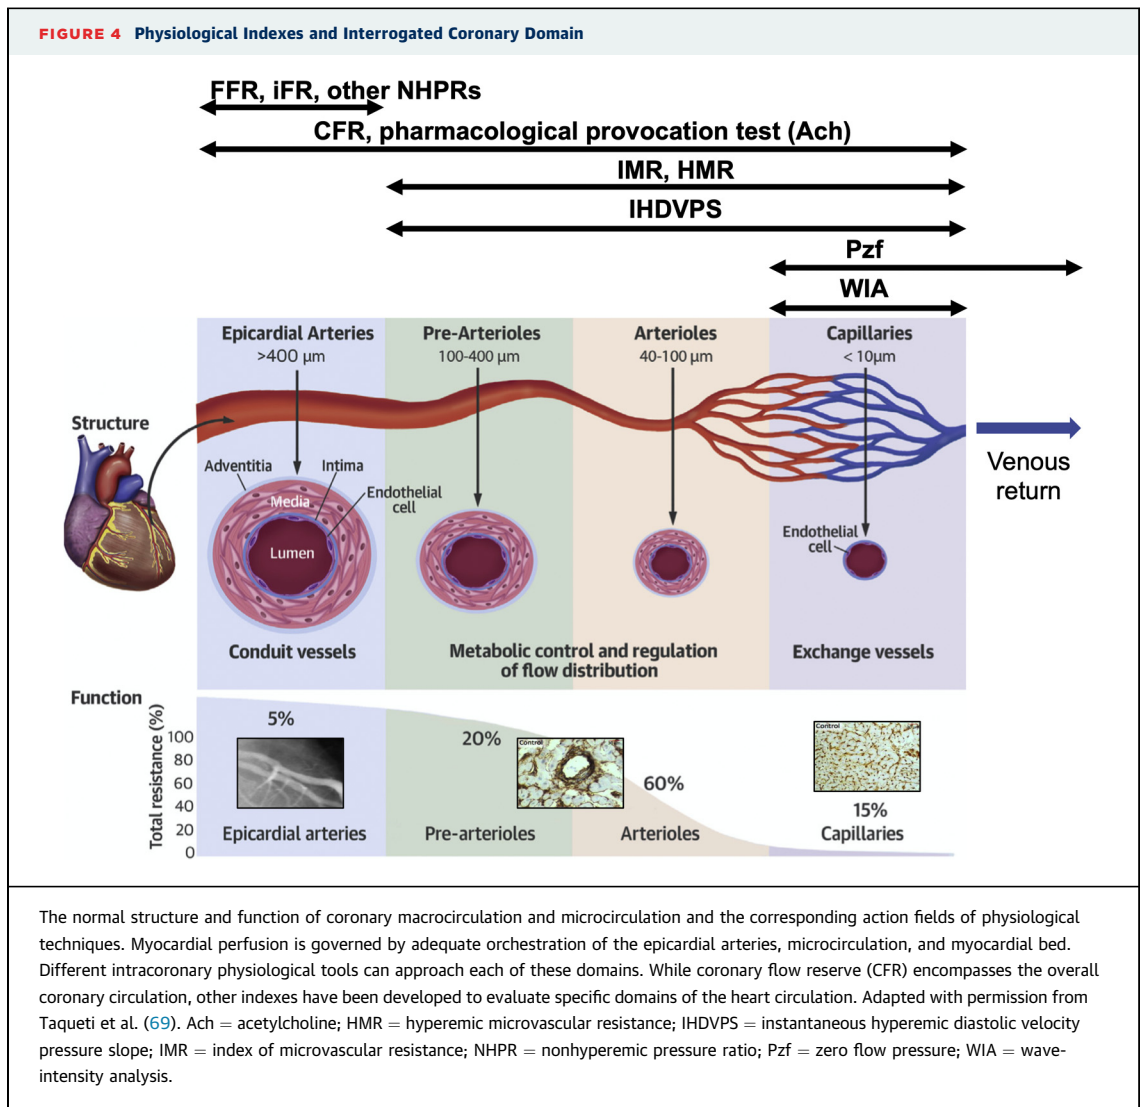 FIGURE 4 Physiological Indexes and Interrogated Coronary Domain
FFR, iFR, other NHPRs
CFR, pharmacological provocation test (Ach)
IMR, HMR
IHDVPS
Pzf
WIA
Epicardial Arteries
>400 μm
Pre-Arterioles
100-400 μm
Arterioles
40-100 μm
Capillaries
< 10μm
Structure
Adventitia
Intima
Media
Endothelial
cell
Lumen
Endothelial
cell
Venous
return
Conduit vessels
Metabolic control and regulation
of flow distribution
Exchange vessels
Function
Total resistance (%)
100
80
60
40
20
0
5%
Epicardial arteries
20%
Pre-arterioles
Control
60%
Arterioles
Control
15%
Capillaries
The normal structure and function of coronary macrocirculation and microcirculation and the corresponding action fields of physiological
techniques. Myocardial perfusion is governed by adequate orchestration of the epicardial arteries, microcirculation, and myocardial bed.
Different intracoronary physiological tools can approach each of these domains. While coronary flow reserve (CFR) encompasses the overall
coronary circulation, other indexes have been developed to evaluate specific domains of the heart circulation. Adapted with permission from
Taqueti et al. (69). Ach = acetylcholine; HMR = hyperemic microvascular resistance; IHDVPS = instantaneous hyperemic diastolic velocity
pressure slope; IMR = index of microvascular resistance; NHPR = nonhyperemic pressure ratio; Pzf = zero flow pressure; WIA = wave-
intensity analysis.